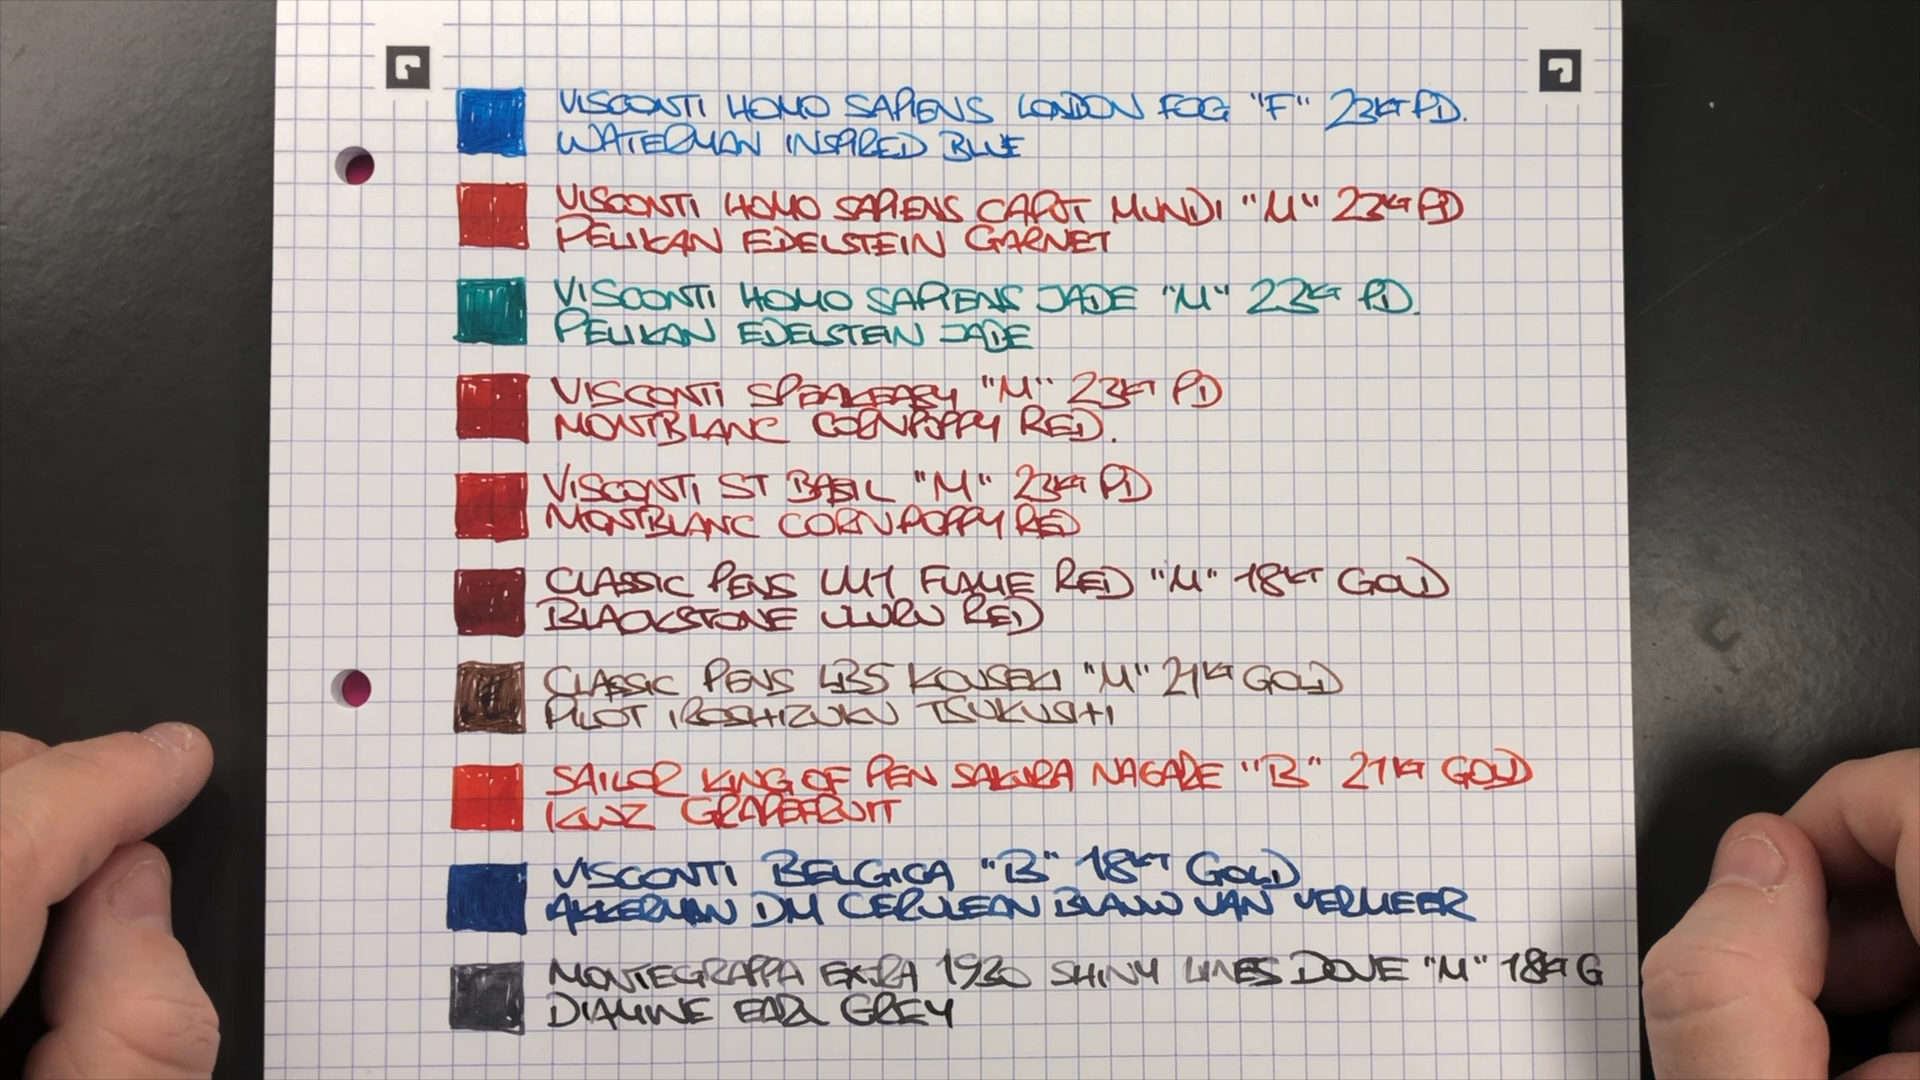 VISCONTI HOMO SAPIENS LONDON FOG "F" 23KT PD.
WATERMAN INSPIRED BLUE
VISCONTI HOMO SAPIENS CAPUT MUNDI "M" 23KT PD
PELIKAN EDELSTEIN GARNET
VISCONTI HOMO SAPIENS JADE "M" 23KT PD.
PELIKAN EDELSTEIN JADE
VISCONTI SPEAKEASY "M" 23KT PD
MONTBLANC CORNPOPPY RED.
VISCONTI ST BASIL "M" 23KT PD
MONTBLANC CORNPOPPY RED
CLASSIC PENS LM1 FLAME RED "M" 18KT GOLD
BLACKSTONE ULURU RED
CLASSIC PENS LB5 KOUSEKI "M" 21KT GOLD
PILOT IROSHIZUKU TSUKUSHI
SAILOR KING OF PEN SAKURA NAGARE "B" 21KT GOLD
KWZ GRAPEFRUIT
VISCONTI BELGICA "B" 18KT GOLD
AKKERMAN DM CERULEAN BLAUW VAN VERMEER
MONTEGRAPPA EXTRA 1930 SHINY LINES DOVE "M" 18KT G
DIAMINE EARL GREY